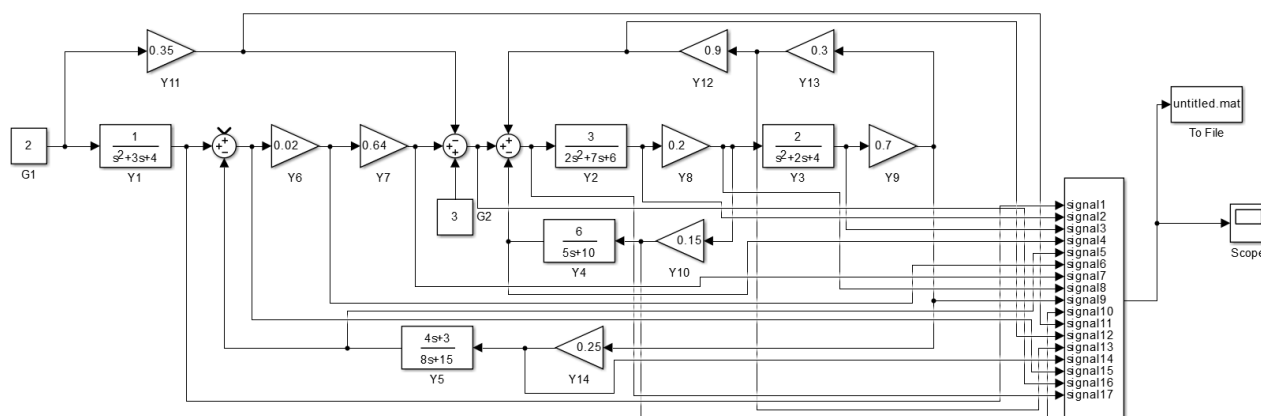 0.35
Y11
0.9
Y12
0.3
Y13
untitled.mat
To File
2
G1
1
s²+3s+4
Y1
0.02
Y6
0.64
Y7
3
G2
3
2s²+7s+6
Y2
0.2
Y8
2
s²+2s+4
Y3
0.7
Y9
6
5s+10
Y4
0.15
Y10
4s+3
8s+15
Y5
0.25
Y14
signal1
signal2
signal3
signal4
signal5
signal6
signal7
signal8
signal9
signal10
signal11
signal12
signal13
signal14
signal15
signal16
signal17
Scope